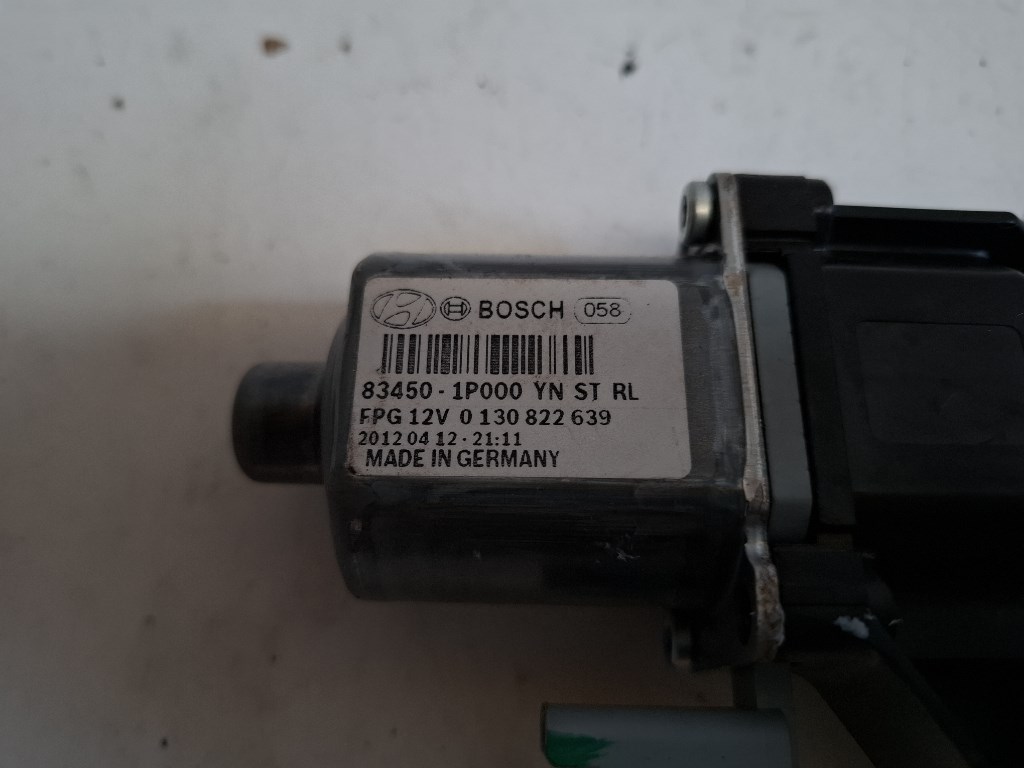 BOSCH 058
83450 - 1P000 YN ST RL
FPG 12V 0 130 822 639
2012 04 12 - 21:11
MADE IN GERMANY